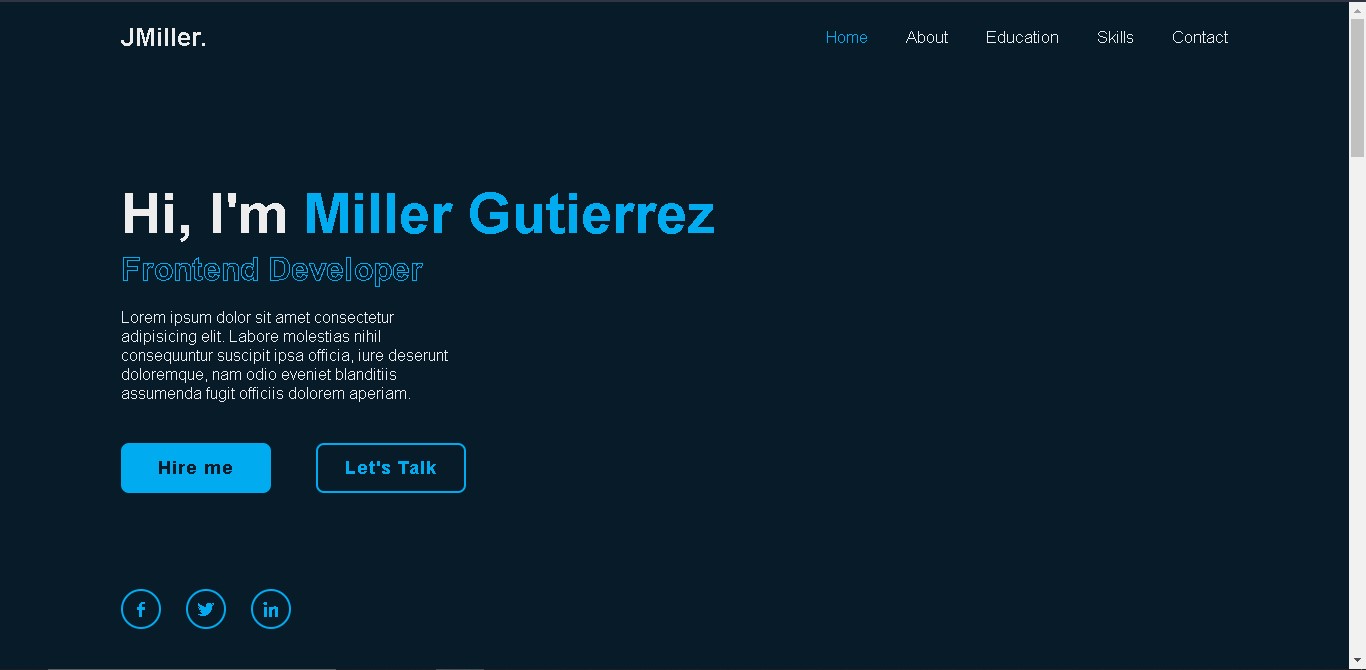 JMiller.
Home About Education Skills Contact
Hi, I'm Miller Gutierrez
Frontend Developer
Lorem ipsum dolor sit amet consectetur
adipisicing elit. Labore molestias nihil
consequuntur suscipit ipsa officia, iure deserunt
doloremque, nam odio eveniet blanditiis
assumenda fugit officiis dolorem aperiam.
Hire me Let's Talk
f in